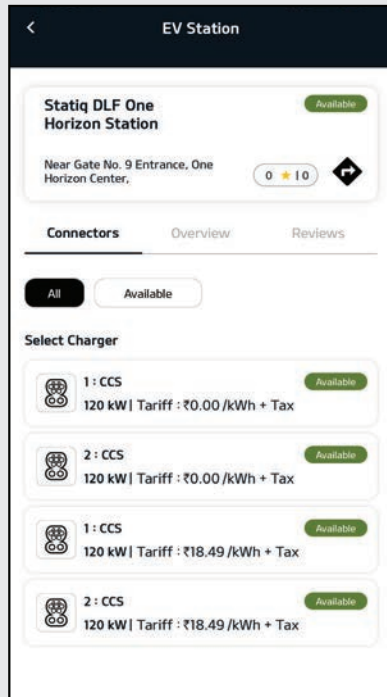 EV Station
Statiq DLF One
Horizon Station
Available
Near Gate No. 9 Entrance, One
Horizon Center,
0 ★ | 0
Connectors Overview Reviews
All Available
Select Charger
1 : CCS Available
120 kW | Tariff : ₹0.00 /kWh + Tax
2 : CCS Available
120 kW | Tariff : ₹0.00 /kWh + Tax
1 : CCS Available
120 kW | Tariff : ₹18.49 /kWh + Tax
2 : CCS Available
120 kW | Tariff : ₹18.49 /kWh + Tax